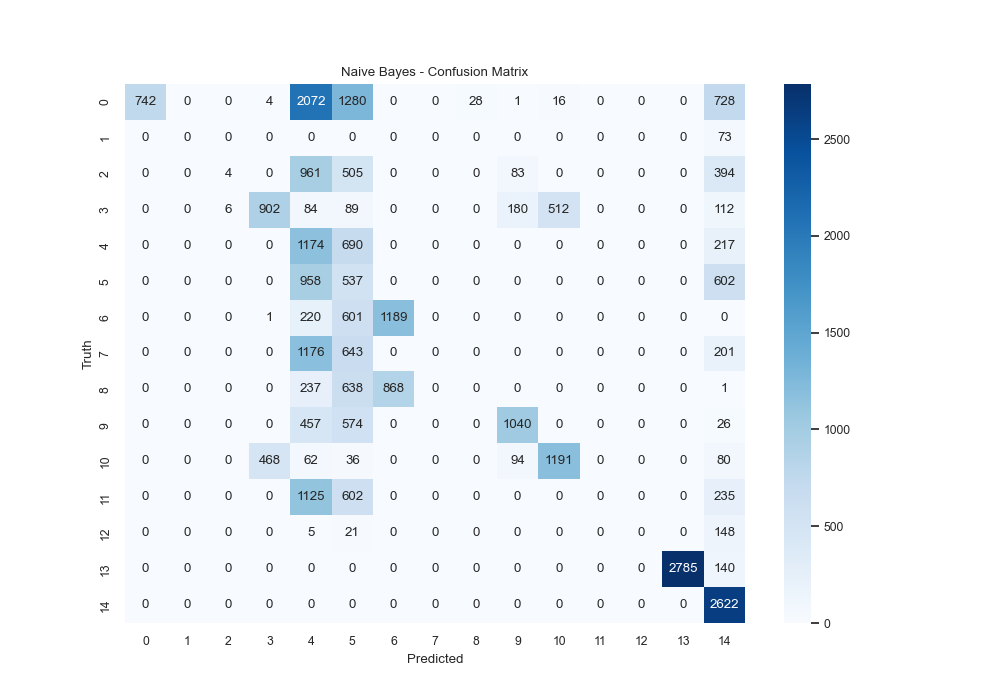 Naive Bayes - Confusion Matrix
0 742 0 0 4 2072 1280 0 0 28 1 16 0 0 0 728
1 0 0 0 0 0 0 0 0 0 0 0 0 0 0 73
2 0 0 4 0 961 505 0 0 0 83 0 0 0 0 394
3 0 0 6 902 84 89 0 0 0 180 512 0 0 0 112
4 0 0 0 0 1174 690 0 0 0 0 0 0 0 0 217
5 0 0 0 0 958 537 0 0 0 0 0 0 0 0 602
6 0 0 0 1 220 601 1189 0 0 0 0 0 0 0 0
7 0 0 0 0 1176 643 0 0 0 0 0 0 0 0 201
8 0 0 0 0 237 638 868 0 0 0 0 0 0 0 1
9 0 0 0 0 457 574 0 0 0 1040 0 0 0 0 26
10 0 0 0 468 62 36 0 0 0 94 1191 0 0 0 80
11 0 0 0 0 1125 602 0 0 0 0 0 0 0 0 235
12 0 0 0 0 5 21 0 0 0 0 0 0 0 0 148
13 0 0 0 0 0 0 0 0 0 0 0 0 0 2785 140
14 0 0 0 0 0 0 0 0 0 0 0 0 0 0 2622
0 1 2 3 4 5 6 7 8 9 10 11 12 13 14
Predicted
Truth
2500
2000
1500
1000
500
0